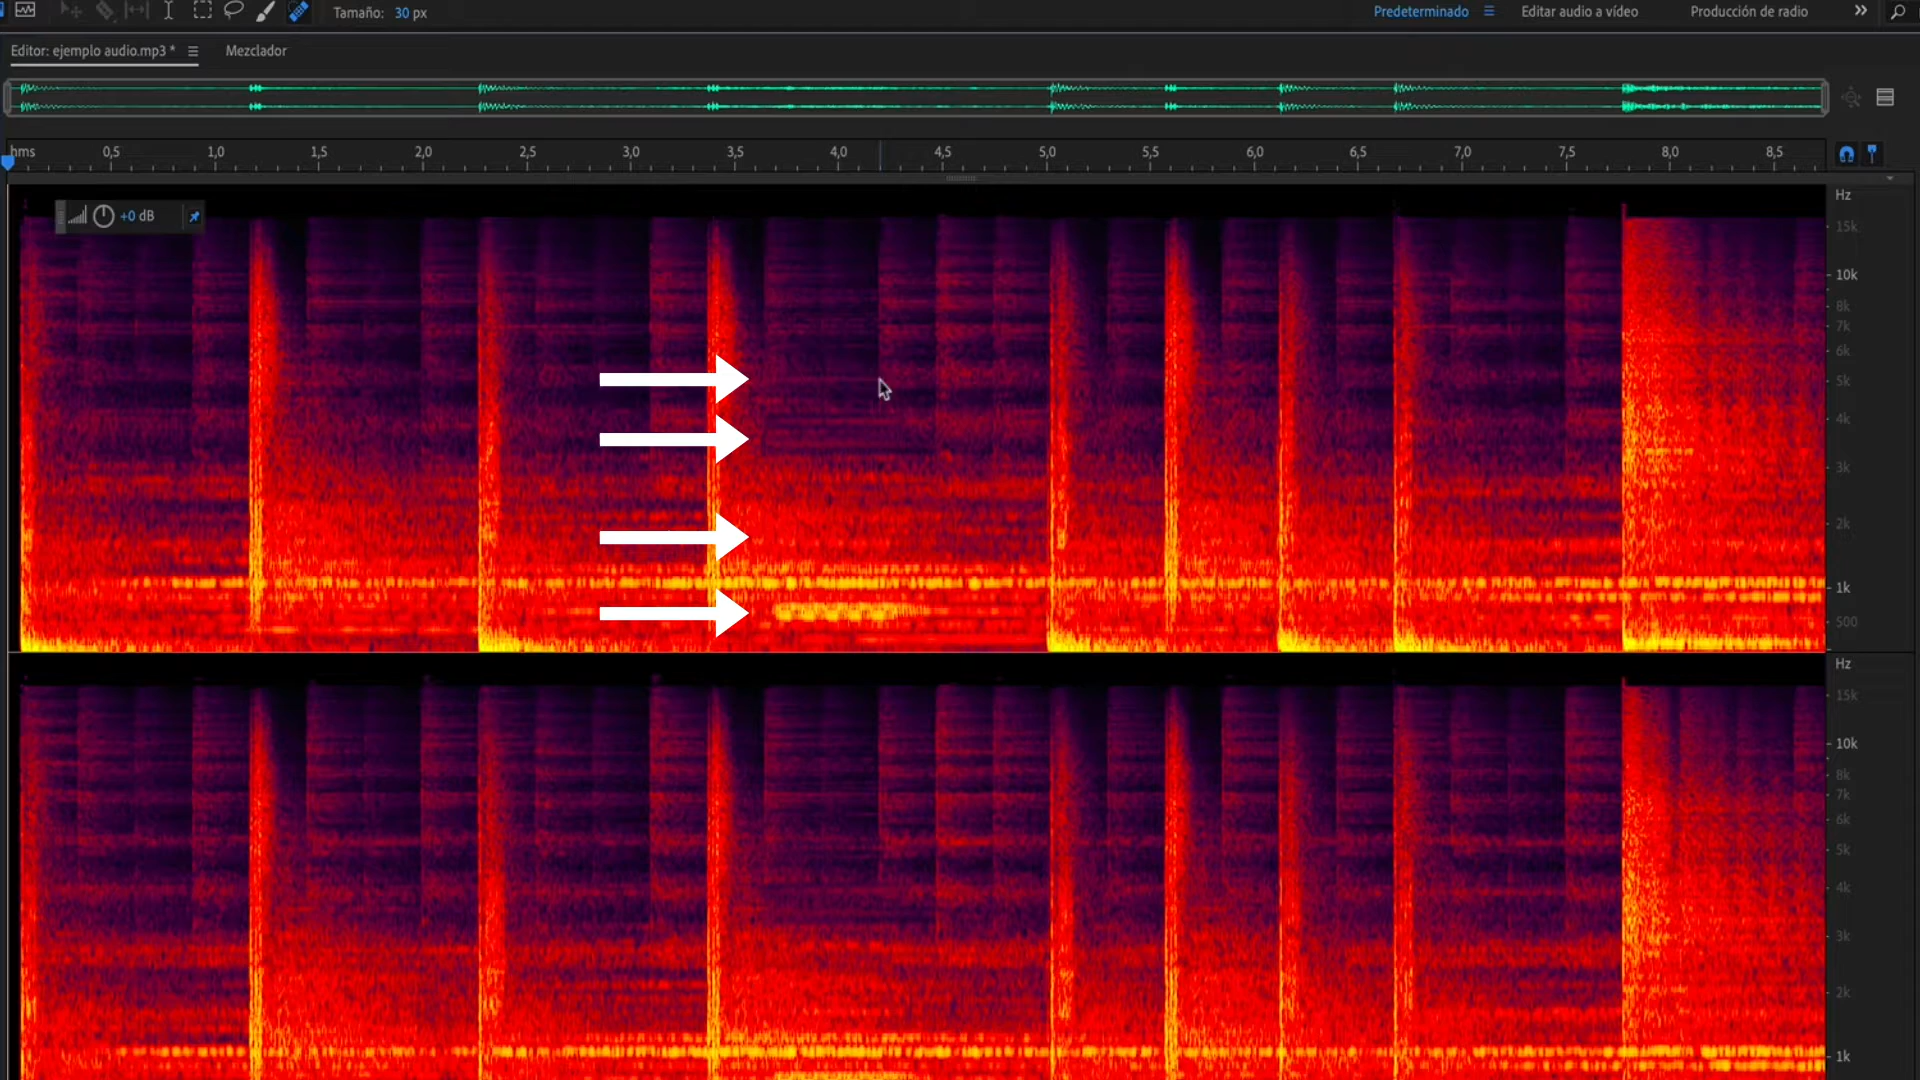 Tamaño: 30 px
Predeterminado
Editar audio a vídeo
Producción de radio
Editor: ejemplo audio.mp3 *
Mezclador
hms 0,5 1,0 1,5 2,0 2,5 3,0 3,5 4,0 4,5 5,0 5,5 6,0 6,5 7,0 7,5 8,0 8,5
+0 dB
Hz
15k
10k
8k
7k
6k
5k
4k
3k
2k
1k
500
Hz
15k
10k
8k
7k
6k
5k
4k
3k
2k
1k